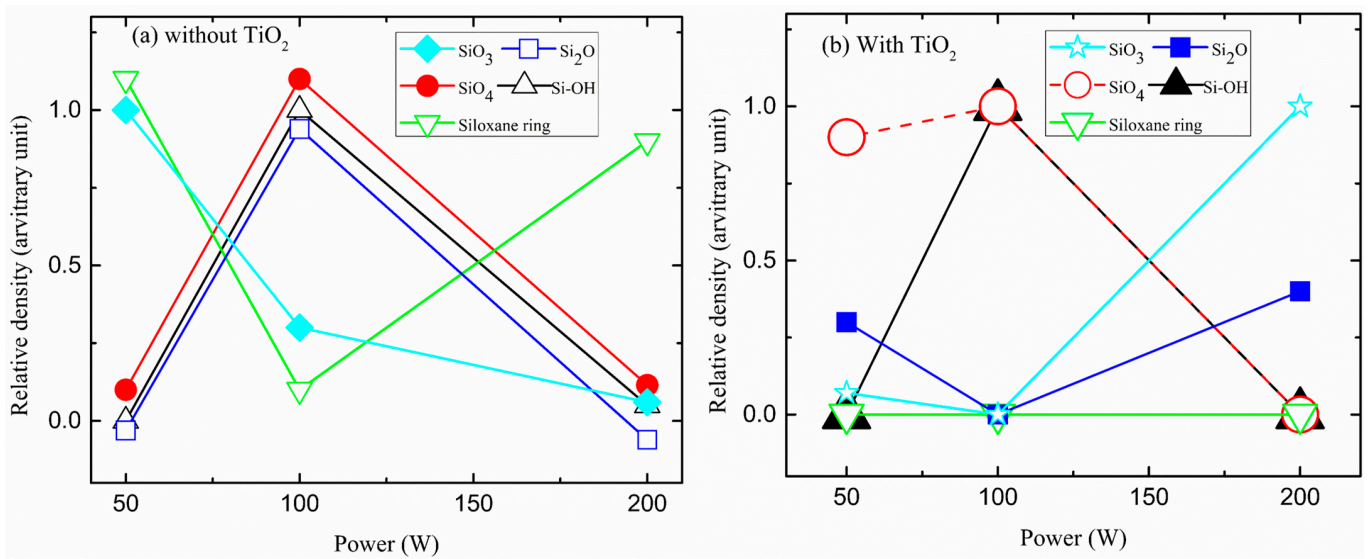 (a) without TiO2
SiO3
Si2O
SiO4
Si-OH
Siloxane ring
1.0
0.5
0.0
50
100
150
200
Relative density (arvitrary unit)
Power (W)
(b) With TiO2
SiO3
Si2O
SiO4
Si-OH
Siloxane ring
1.0
0.5
0.0
50
100
150
200
Relative density (arvitrary unit)
Power (W)